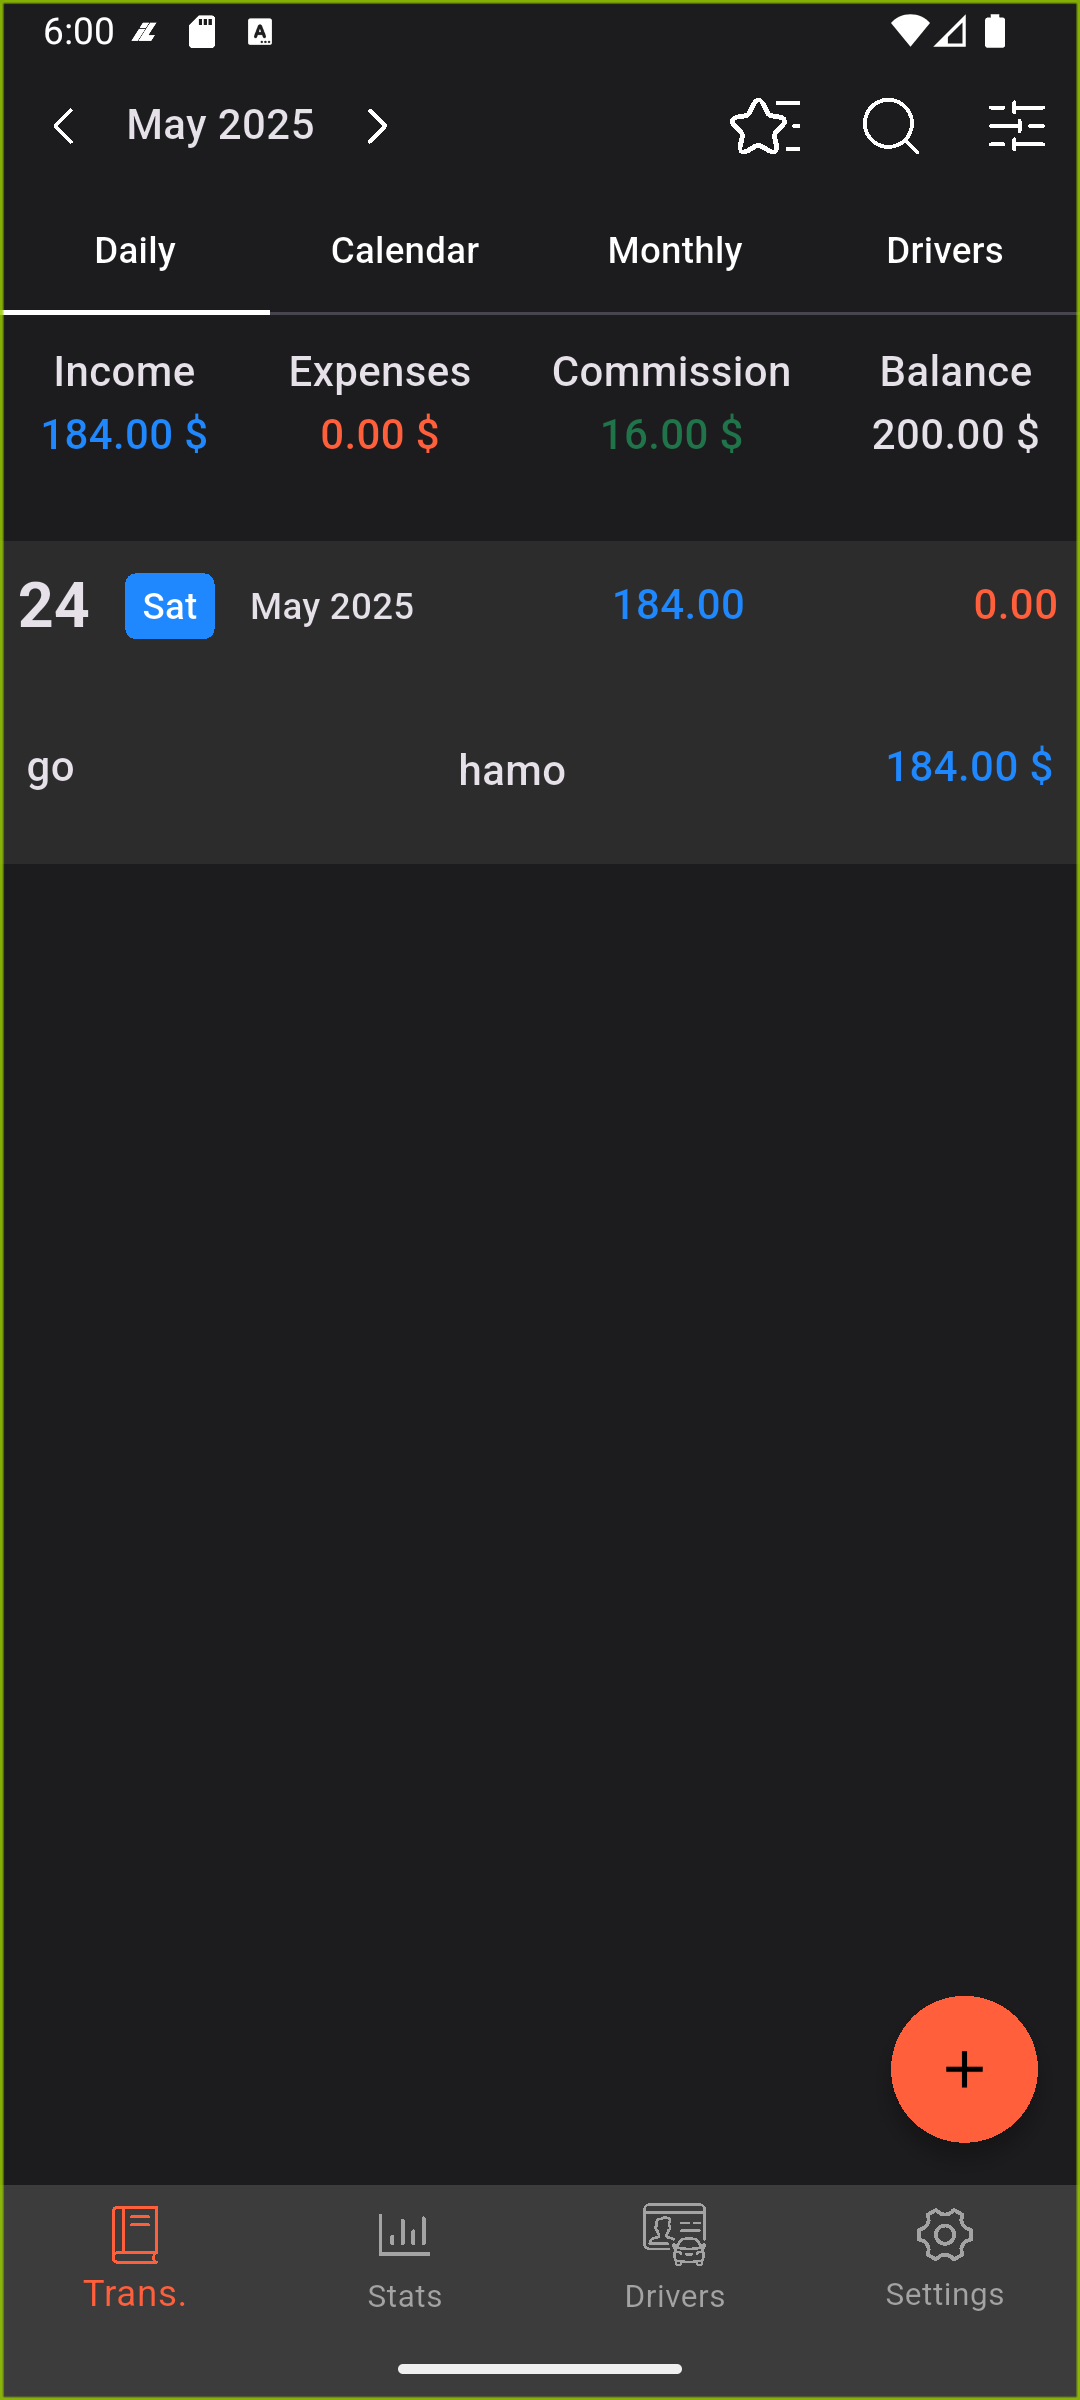 6:00
May 2025
Daily Calendar Monthly Drivers
Income Expenses Commission Balance
184.00 $ 0.00 $ 16.00 $ 200.00 $
24 Sat May 2025 184.00 0.00
go hamo 184.00 $
Trans. Stats Drivers Settings